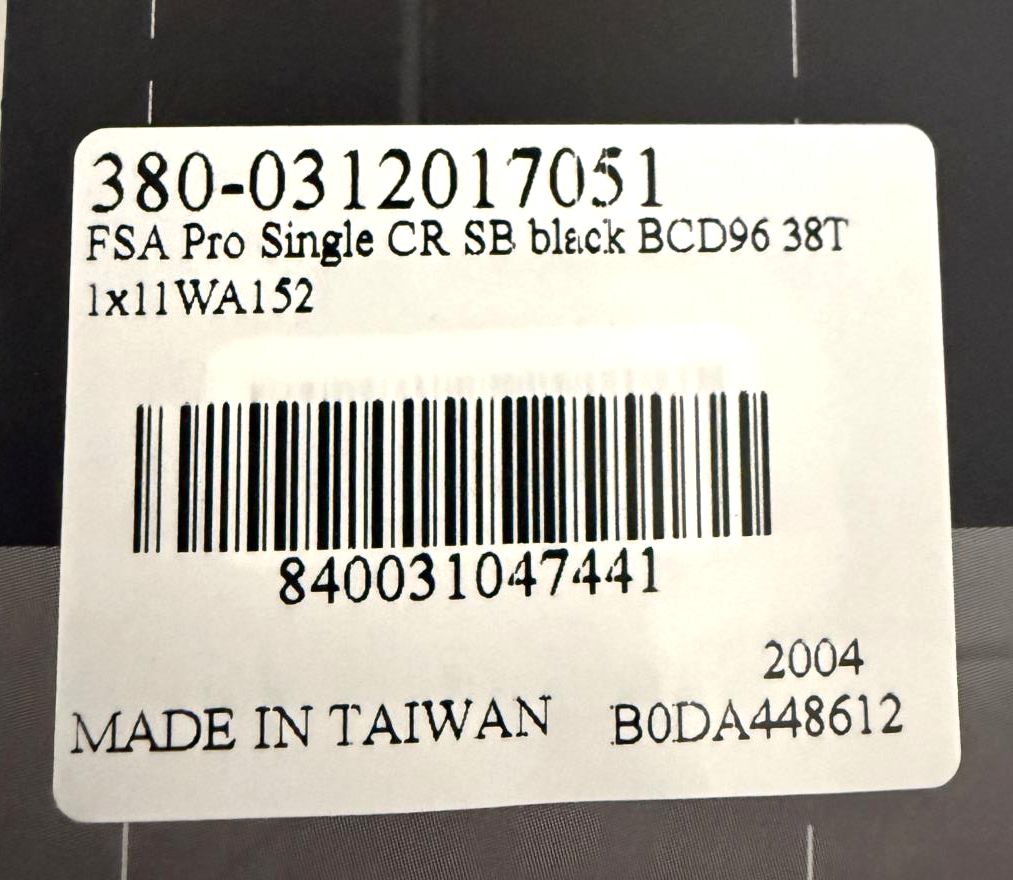 380-0312017051
FSA Pro Single CR SB black BCD96 38T
1x11WA152
840031047441
2004
MADE IN TAIWAN B0DA448612